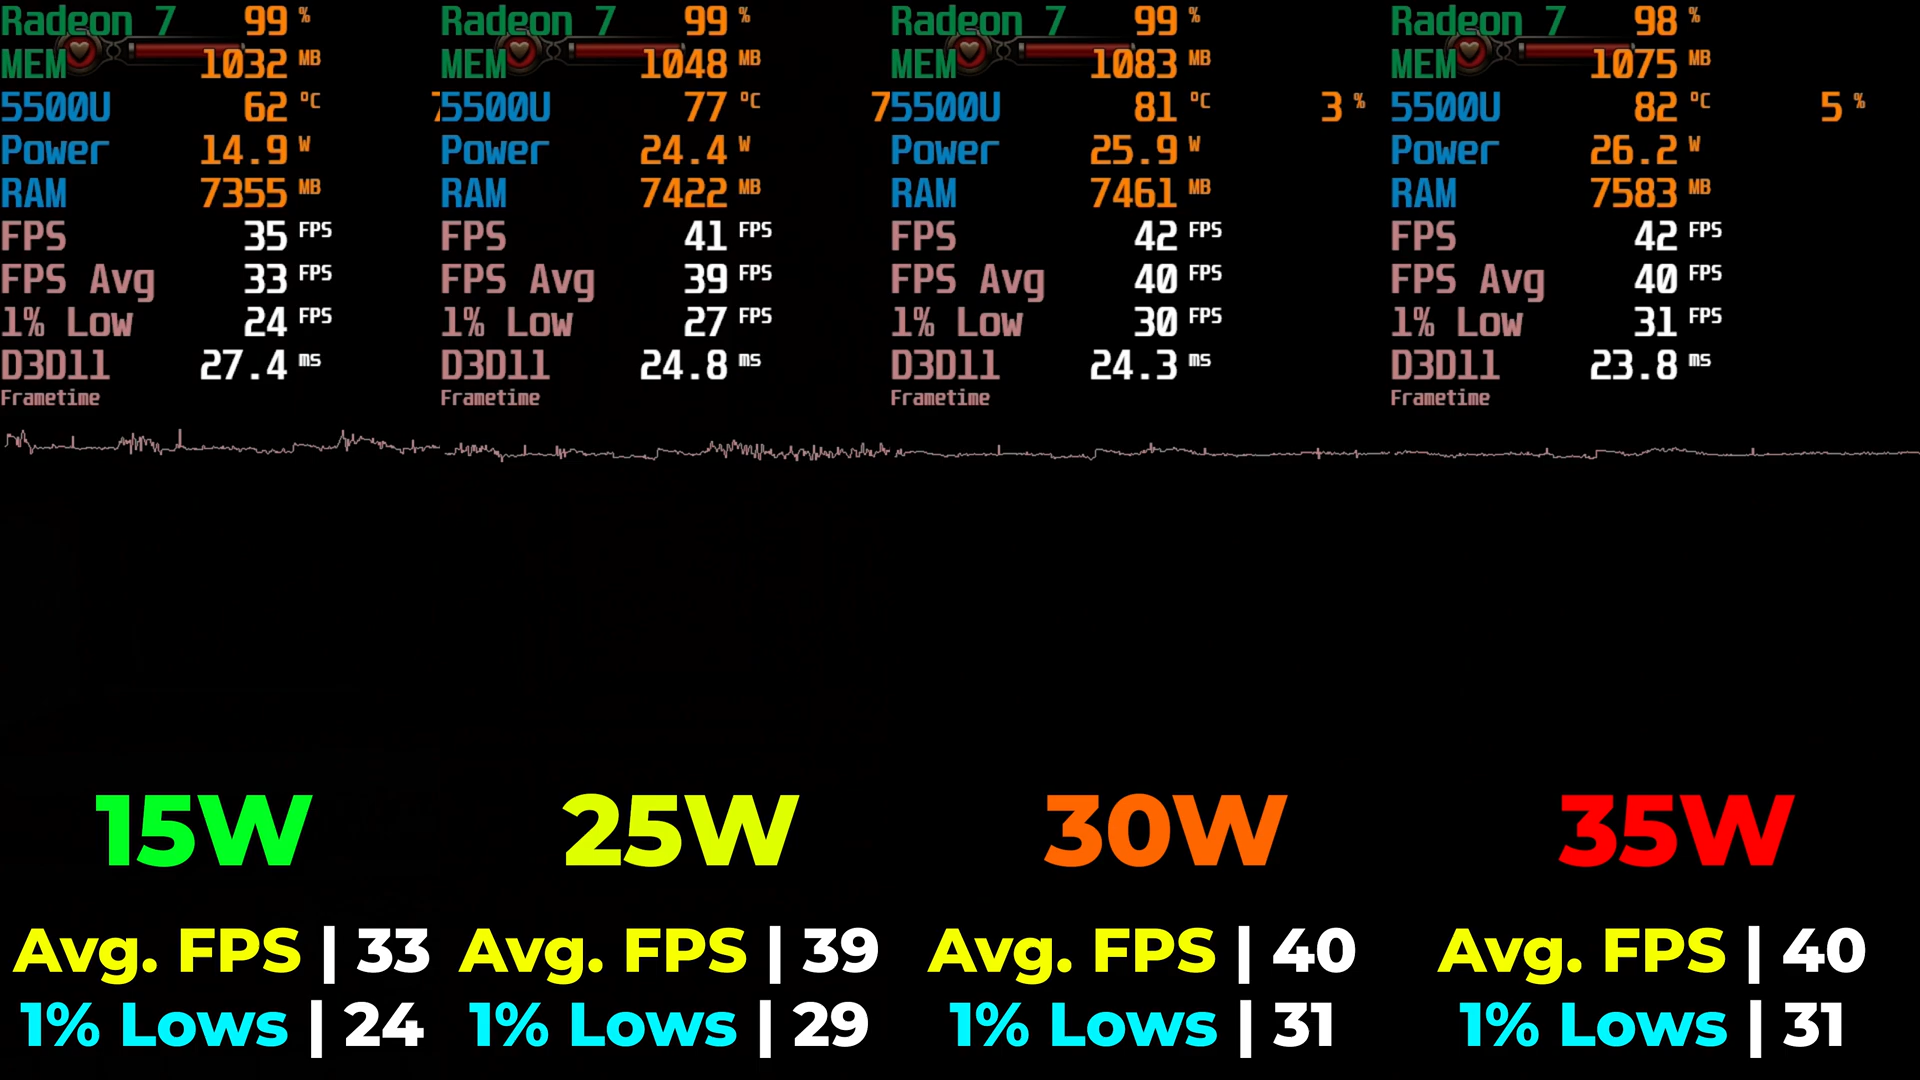 Radeon 7 99 % Radeon 7 99 % Radeon 7 99 % Radeon 7 98 %
MEM 1032 MB MEM 1048 MB MEM 1083 MB MEM 1075 MB
5500U 62 °C 7 5500U 77 °C 7 5500U 81 °C 3 % 5500U 82 °C 5 %
Power 14.9 W Power 24.4 W Power 25.9 W Power 26.2 W
RAM 7355 MB RAM 7422 MB RAM 7461 MB RAM 7583 MB
FPS 35 FPS FPS 41 FPS FPS 42 FPS FPS 42 FPS
FPS Avg 33 FPS FPS Avg 39 FPS FPS Avg 40 FPS FPS Avg 40 FPS
1% Low 24 FPS 1% Low 27 FPS 1% Low 30 FPS 1% Low 31 FPS
D3D11 27.4 ms D3D11 24.8 ms D3D11 24.3 ms D3D11 23.8 ms
Frametime Frametime Frametime Frametime
15W 25W 30W 35W
Avg. FPS | 33 Avg. FPS | 39 Avg. FPS | 40 Avg. FPS | 40
1% Lows | 24 1% Lows | 29 1% Lows | 31 1% Lows | 31